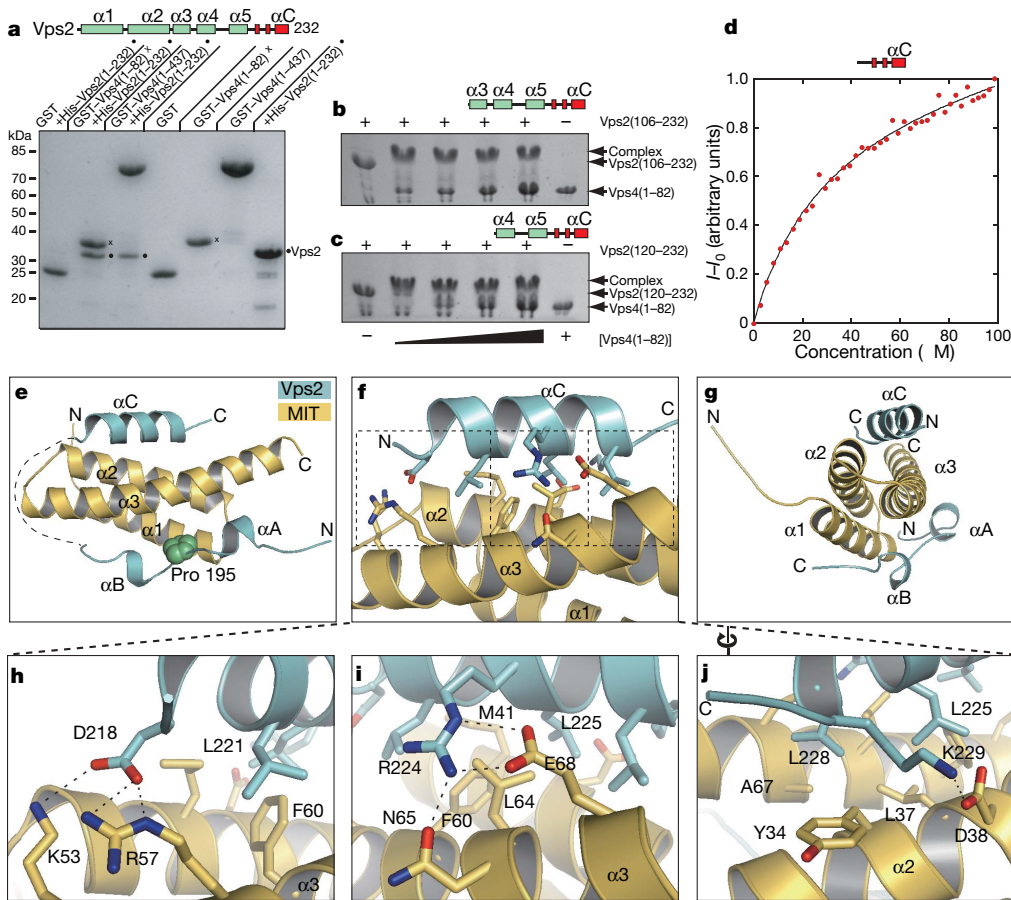 a Vps2 α1 α2 α3 α4 α5 αC 232
GST
+His–Vps2(1–232)
GST–Vps4(1–82) x
+His–Vps2(1–232)
GST–Vps4(1–437)
+His–Vps2(1–232)
GST
GST–Vps4(1–82) x
GST–Vps4(1–437)
+His–Vps2(1–232)
kDa
85
70
60
50
40
30
20
x
x
Vps2
b
α3 α4 α5 αC
+ + + + + − Vps2(106–232)
Complex
Vps2(106–232)
Vps4(1–82)
c
α4 α5 αC
+ + + + + − Vps2(120–232)
Complex
Vps2(120–232)
Vps4(1–82)
− + [Vps4(1–82)]
d
αC
I–I0 (arbitrary units)
1.0
0.8
0.6
0.4
0.2
0
0 20 40 60 80 100
Concentration ( M)
e
Vps2
MIT
N αC C
α2
α3
α1
C
αA
N
αB
Pro 195
f
αC
N
C
α2
α3
α1
g
N
αC
C
N
C
α2
α3
α1
N
αA
C
αB
h
D218
L221
F60
K53
R57
α3
i
M41
L225
R224
E68
N65
F60
L64
α3
j
C
L225
L228
K229
A67
L37
Y34
D38
α2